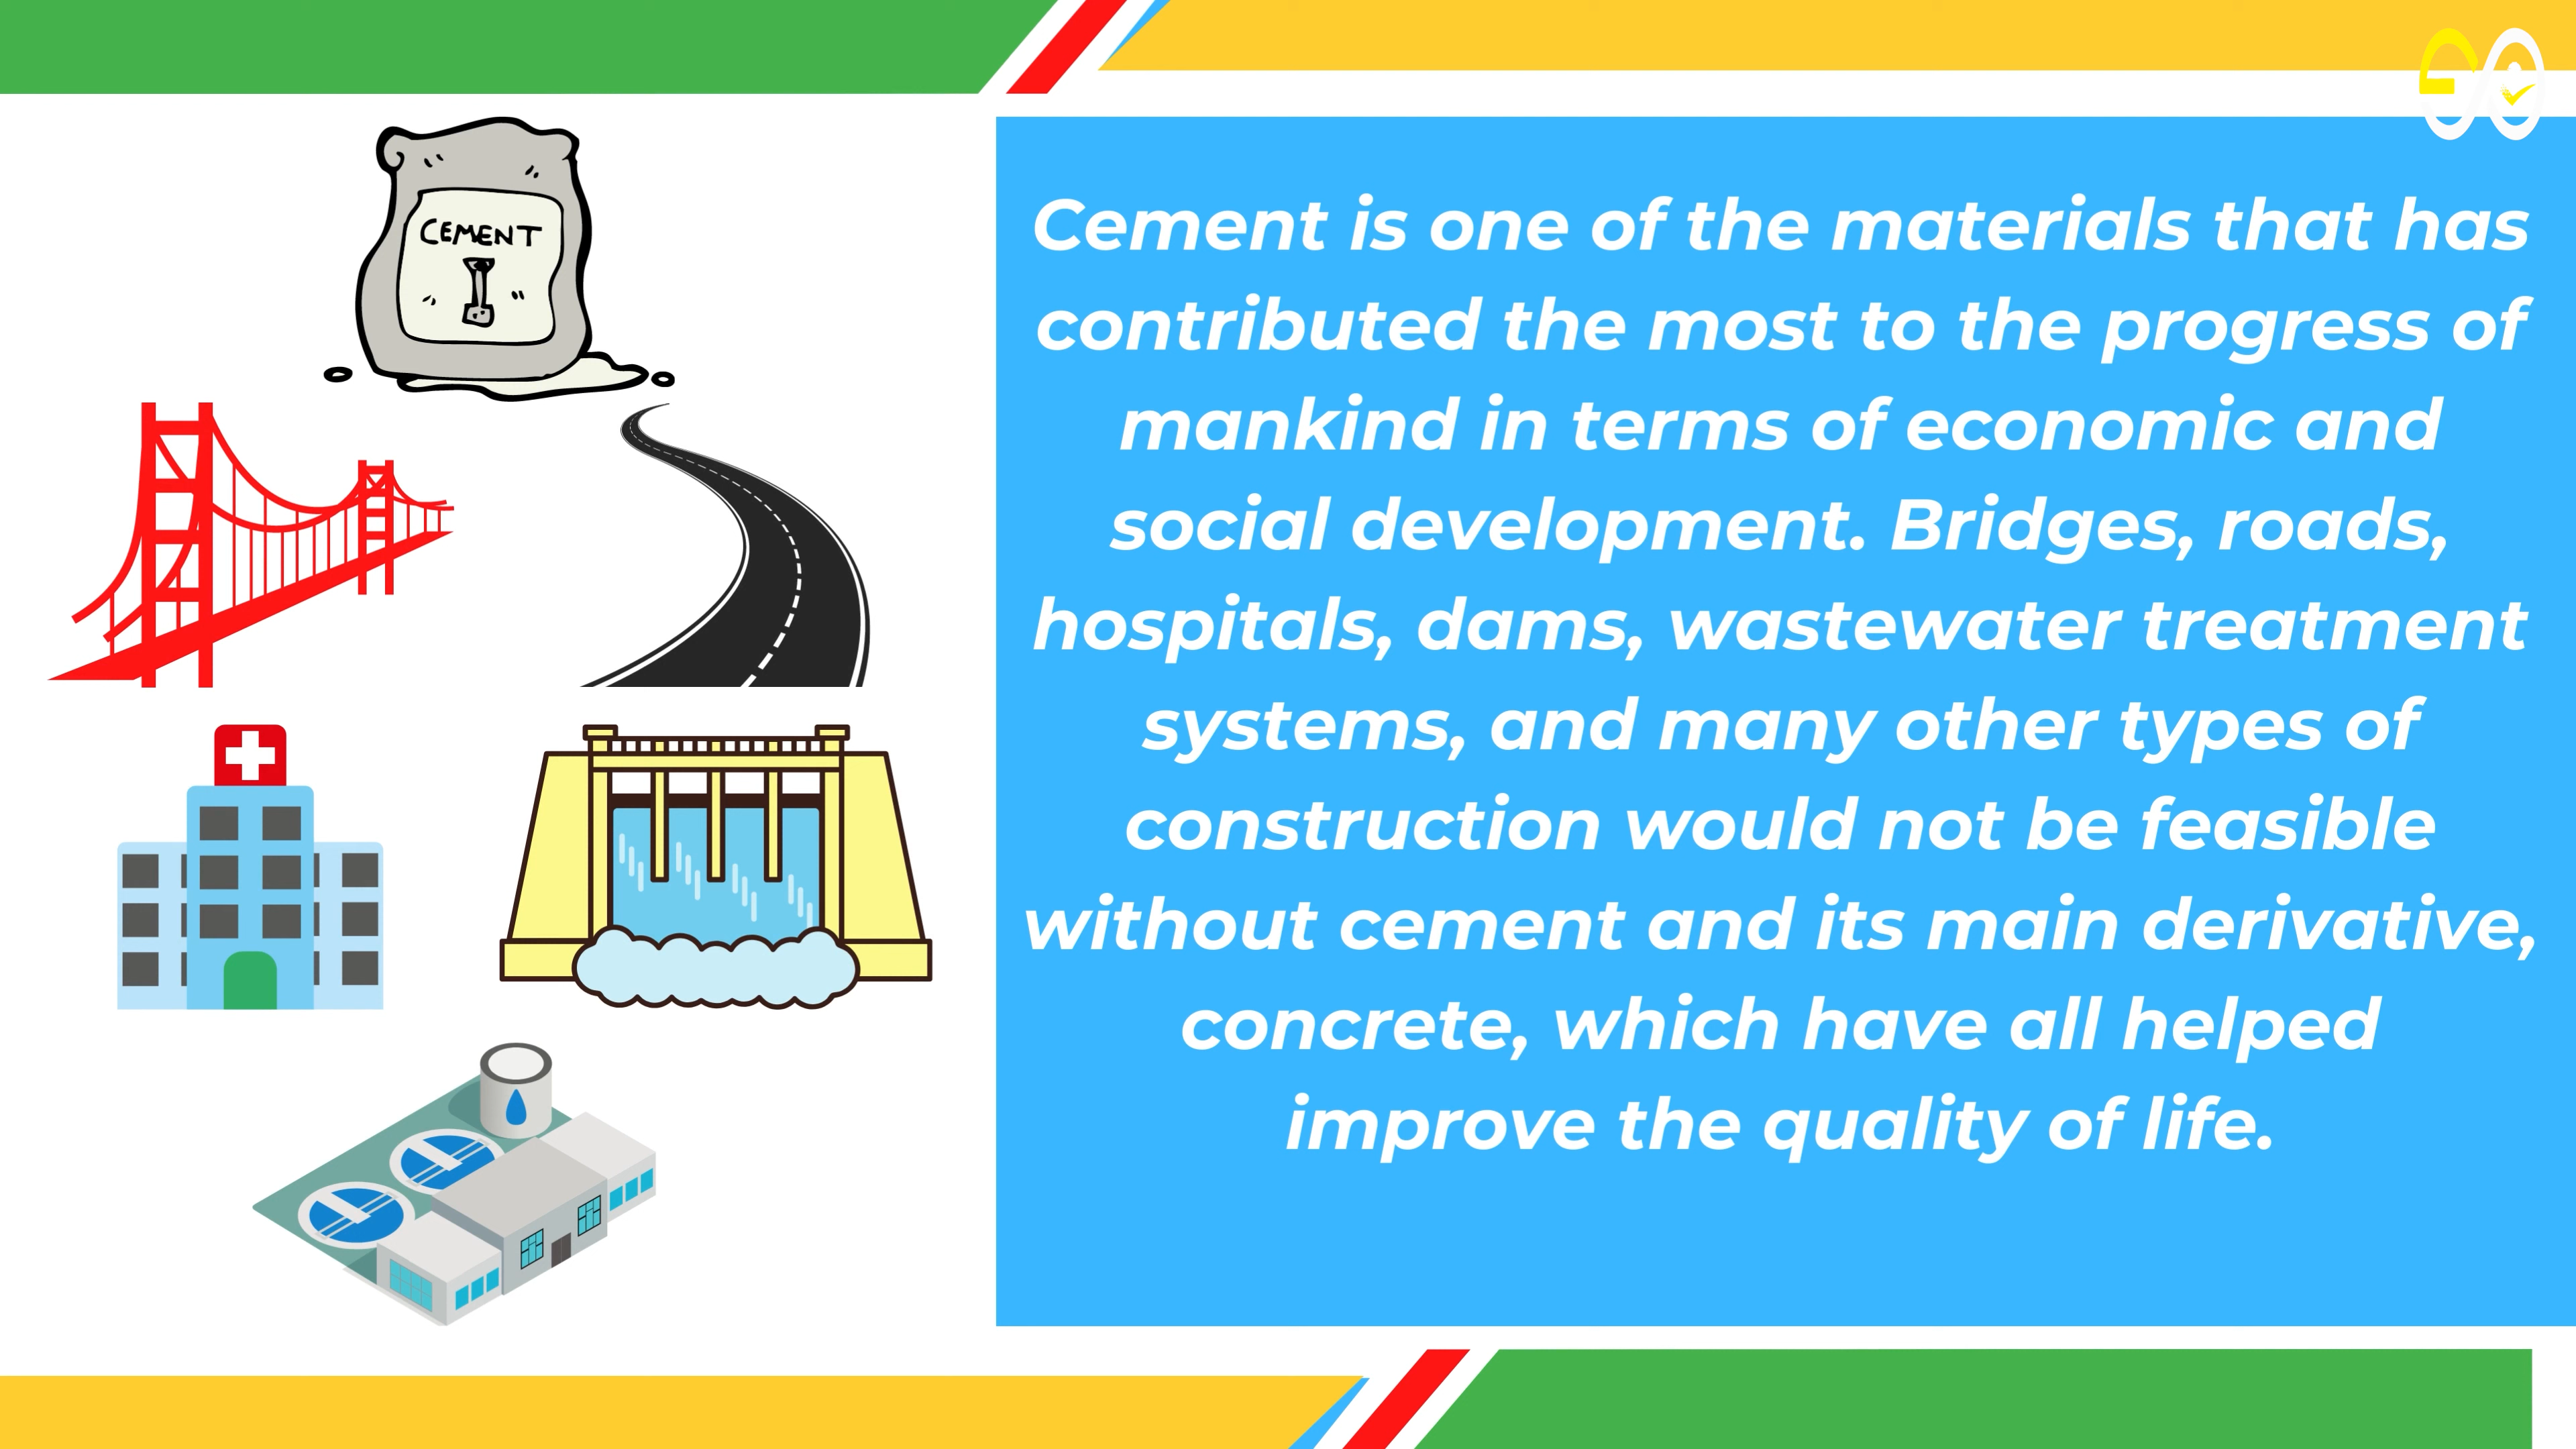 CEMENT
Cement is one of the materials that has
contributed the most to the progress of
mankind in terms of economic and
social development. Bridges, roads,
hospitals, dams, wastewater treatment
systems, and many other types of
construction would not be feasible
without cement and its main derivative,
concrete, which have all helped
improve the quality of life.